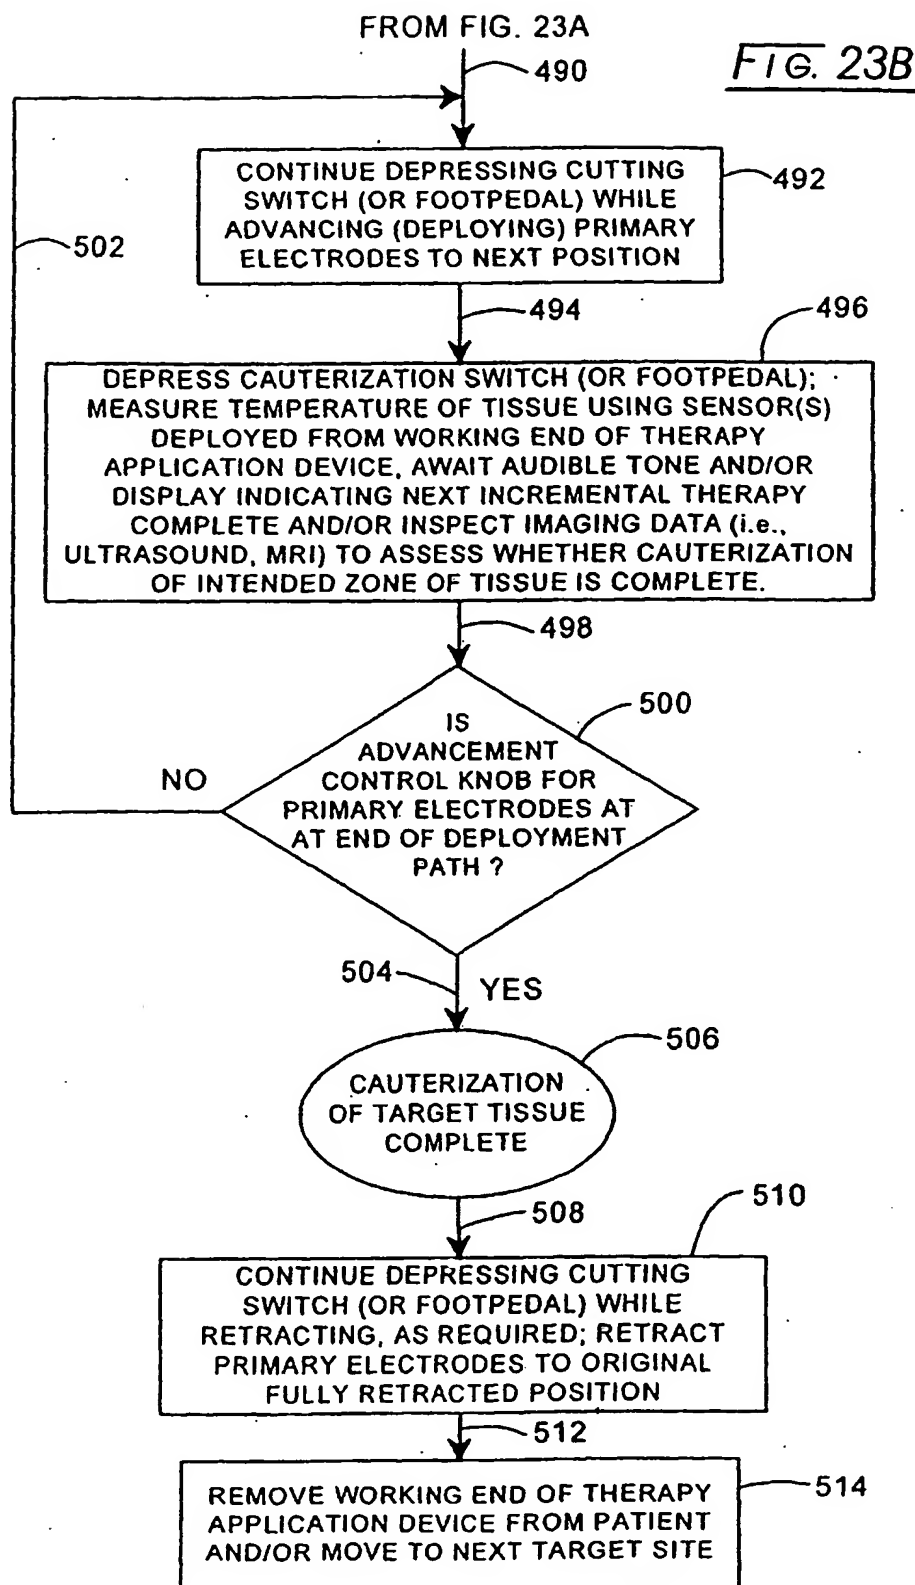 FROM FIG. 23A
490
FIG. 23B
CONTINUE DEPRESSING CUTTING
SWITCH (OR FOOTPEDAL) WHILE
ADVANCING (DEPLOYING) PRIMARY
ELECTRODES TO NEXT POSITION
492
502
494
496
DEPRESS CAUTERIZATION SWITCH (OR FOOTPEDAL);
MEASURE TEMPERATURE OF TISSUE USING SENSOR(S)
DEPLOYED FROM WORKING END OF THERAPY
APPLICATION DEVICE, AWAIT AUDIBLE TONE AND/OR
DISPLAY INDICATING NEXT INCREMENTAL THERAPY
COMPLETE AND/OR INSPECT IMAGING DATA (i.e.,
ULTRASOUND, MRI) TO ASSESS WHETHER CAUTERIZATION
OF INTENDED ZONE OF TISSUE IS COMPLETE.
498
500
IS
ADVANCEMENT
CONTROL KNOB FOR
PRIMARY ELECTRODES AT
AT END OF DEPLOYMENT
PATH ?
NO
504
YES
506
CAUTERIZATION
OF TARGET TISSUE
COMPLETE
508
510
CONTINUE DEPRESSING CUTTING
SWITCH (OR FOOTPEDAL) WHILE
RETRACTING, AS REQUIRED; RETRACT
PRIMARY ELECTRODES TO ORIGINAL
FULLY RETRACTED POSITION
512
514
REMOVE WORKING END OF THERAPY
APPLICATION DEVICE FROM PATIENT
AND/OR MOVE TO NEXT TARGET SITE